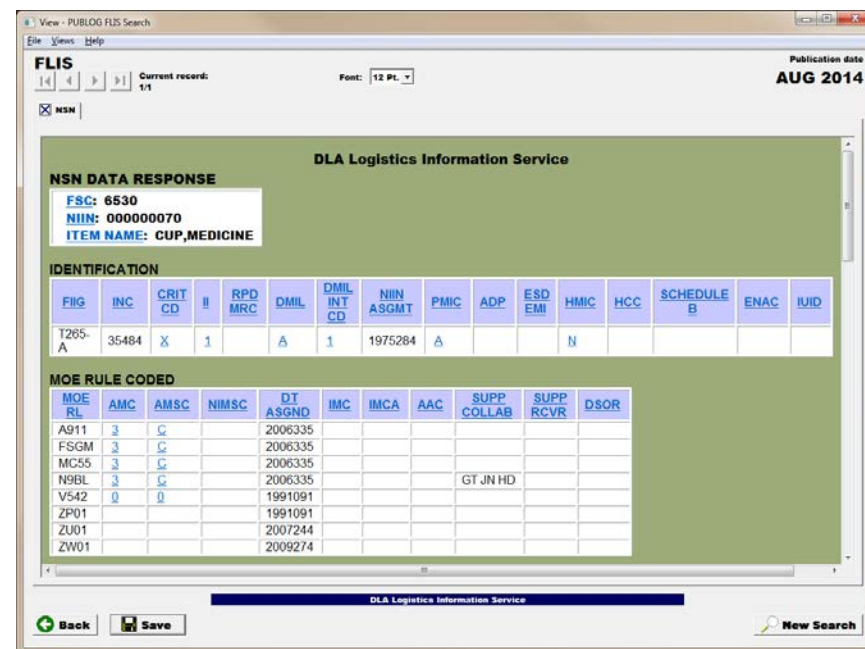 View - PUBLOG FLIS Search
File Views Help
FLIS
Publication date
AUG 2014
Current record:
1/1
Font: 12 Pt.
NSN
DLA Logistics Information Service
NSN DATA RESPONSE
FSC: 6530
NIIN: 000000070
ITEM NAME: CUP,MEDICINE
IDENTIFICATION
FIIG INC CRIT CD II RPD MRC DMIL DMIL INT CD NIIN ASGMT PMIC ADP ESD EMI HMIC HCC SCHEDULE B ENAC IUID
T265-A 35484 X 1 A 1 1975284 A N
MOE RULE CODED
MOE RL AMC AMSC NIMSC DT ASGND IMC IMCA AAC SUPP COLLAB SUPP RCVR DSOR
A911 3 C 2006335
FSGM 3 C 2006335
MC55 3 C 2006335
N9BL 3 C 2006335 GT JN HD
V542 0 0 1991091
ZP01 1991091
ZU01 2007244
ZW01 2009274
DLA Logistics Information Service
Back Save New Search